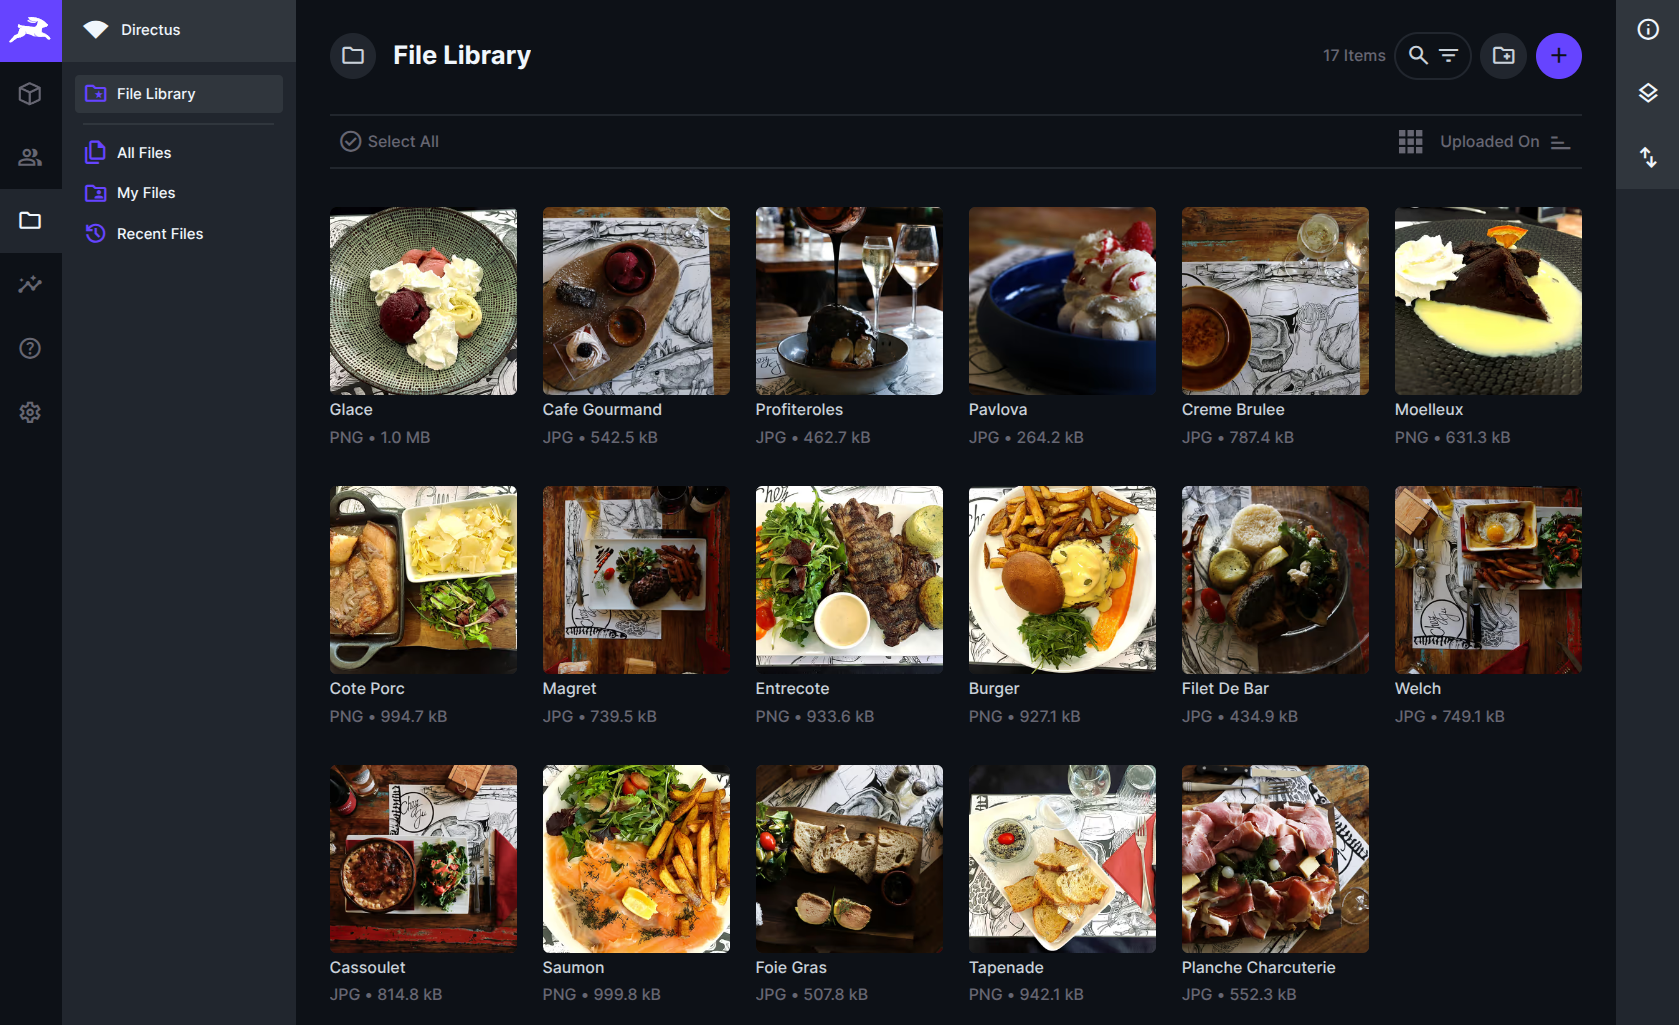 Directus
File Library
All Files
My Files
Recent Files
File Library
17 Items
Select All
Uploaded On
Glace
PNG • 1.0 MB
Cafe Gourmand
JPG • 542.5 kB
Profiteroles
JPG • 462.7 kB
Pavlova
JPG • 264.2 kB
Creme Brulee
JPG • 787.4 kB
Moelleux
PNG • 631.3 kB
Cote Porc
PNG • 994.7 kB
Magret
JPG • 739.5 kB
Entrecote
PNG • 933.6 kB
Burger
PNG • 927.1 kB
Filet De Bar
JPG • 434.9 kB
Welch
JPG • 749.1 kB
Cassoulet
JPG • 814.8 kB
Saumon
PNG • 999.8 kB
Foie Gras
JPG • 507.8 kB
Tapenade
PNG • 942.1 kB
Planche Charcuterie
JPG • 552.3 kB